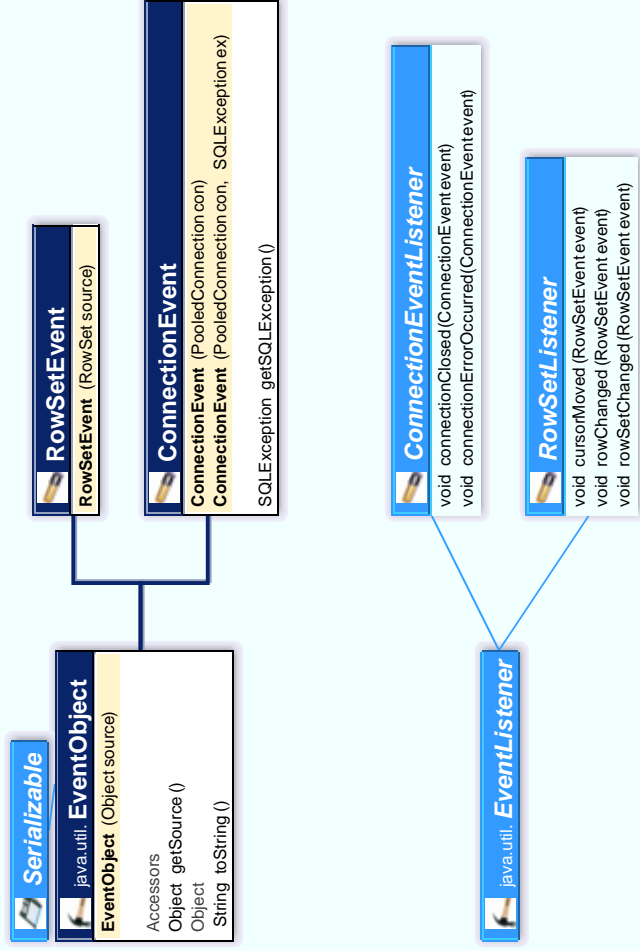 Serializable
java.util. EventObject
EventObject (Object source)
Accessors
Object getSource ()
Object
String toString ()
RowSetEvent
RowSetEvent (RowSet source)
ConnectionEvent
ConnectionEvent (PooledConnection con)
ConnectionEvent (PooledConnection con, SQLException ex)
SQLException getSQLException ()
java.util. EventListener
ConnectionEventListener
void connectionClosed (ConnectionEvent event)
void connectionErrorOccurred (ConnectionEvent event)
RowSetListener
void cursorMoved (RowSetEvent event)
void rowChanged (RowSetEvent event)
void rowSetChanged (RowSetEvent event)